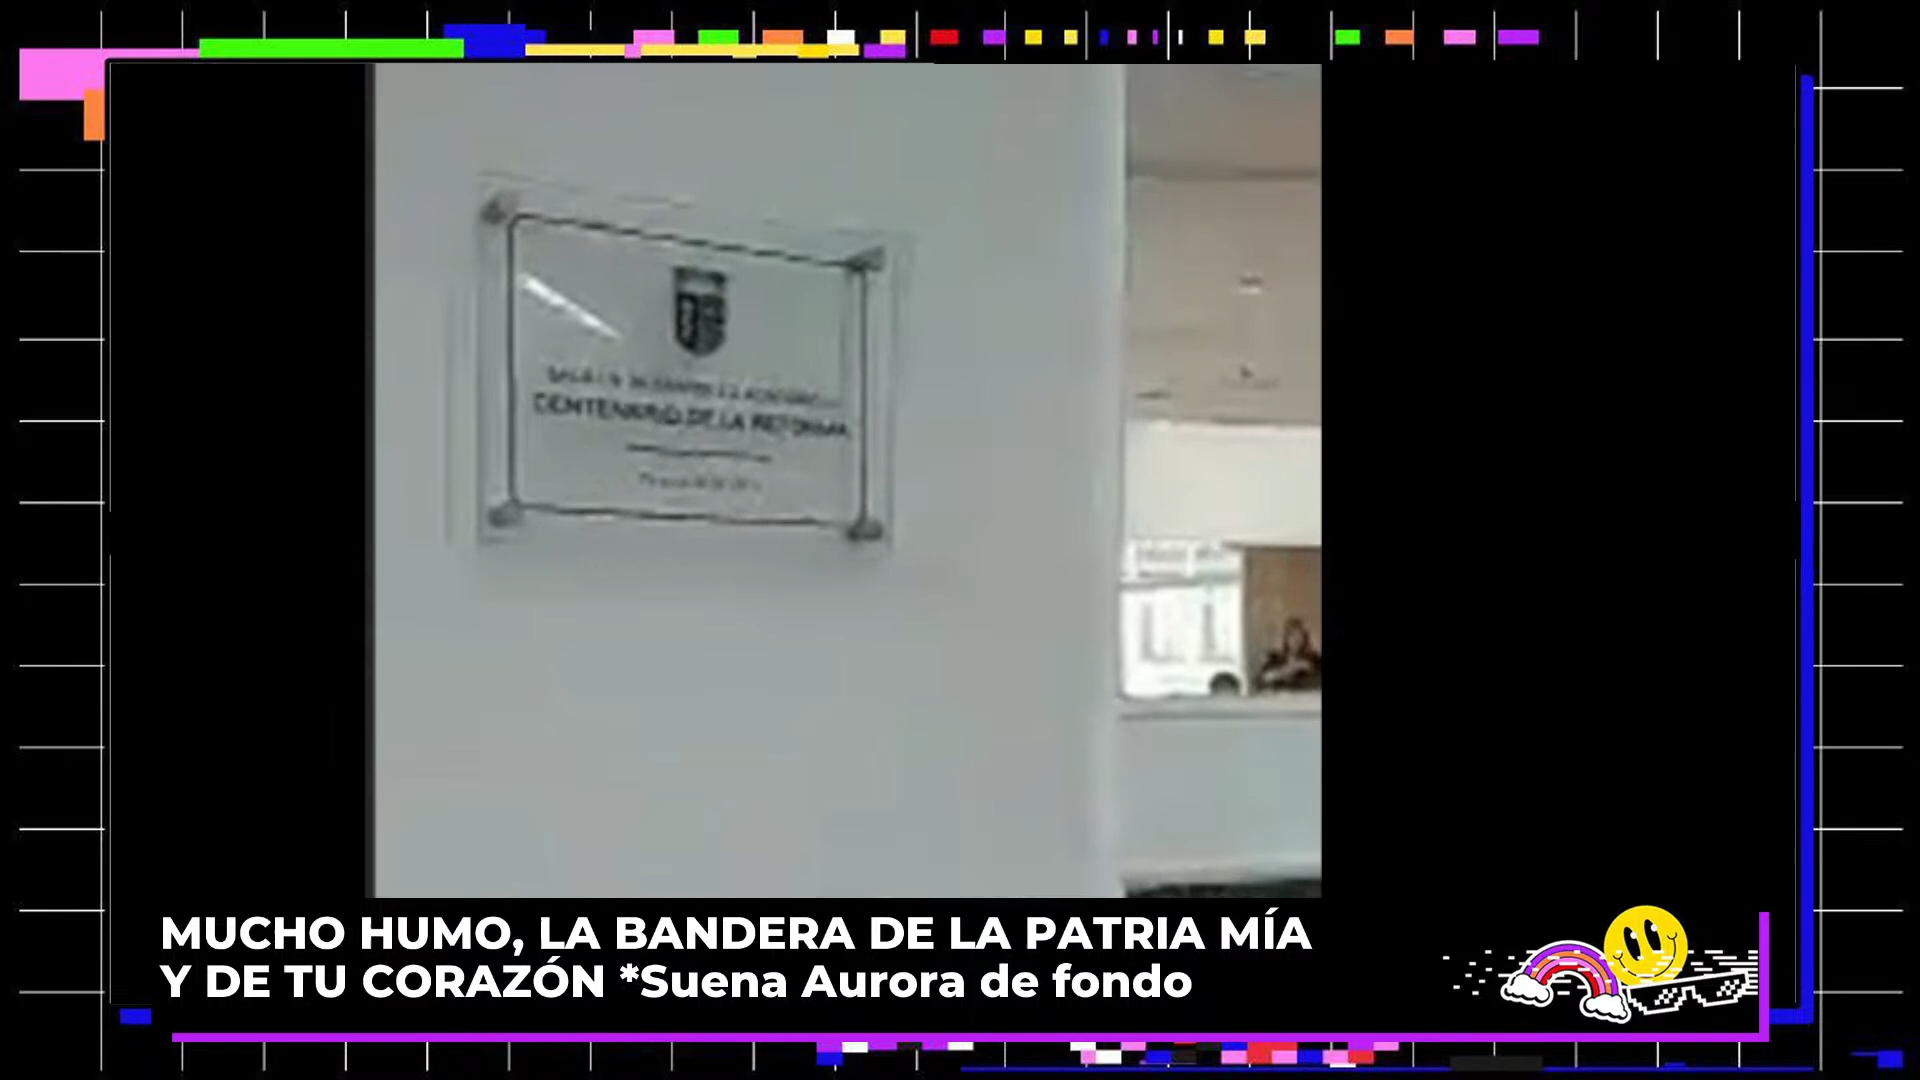 CENTENARIO DE LA REFORMA
MUCHO HUMO, LA BANDERA DE LA PATRIA MÍA
Y DE TU CORAZÓN *Suena Aurora de fondo